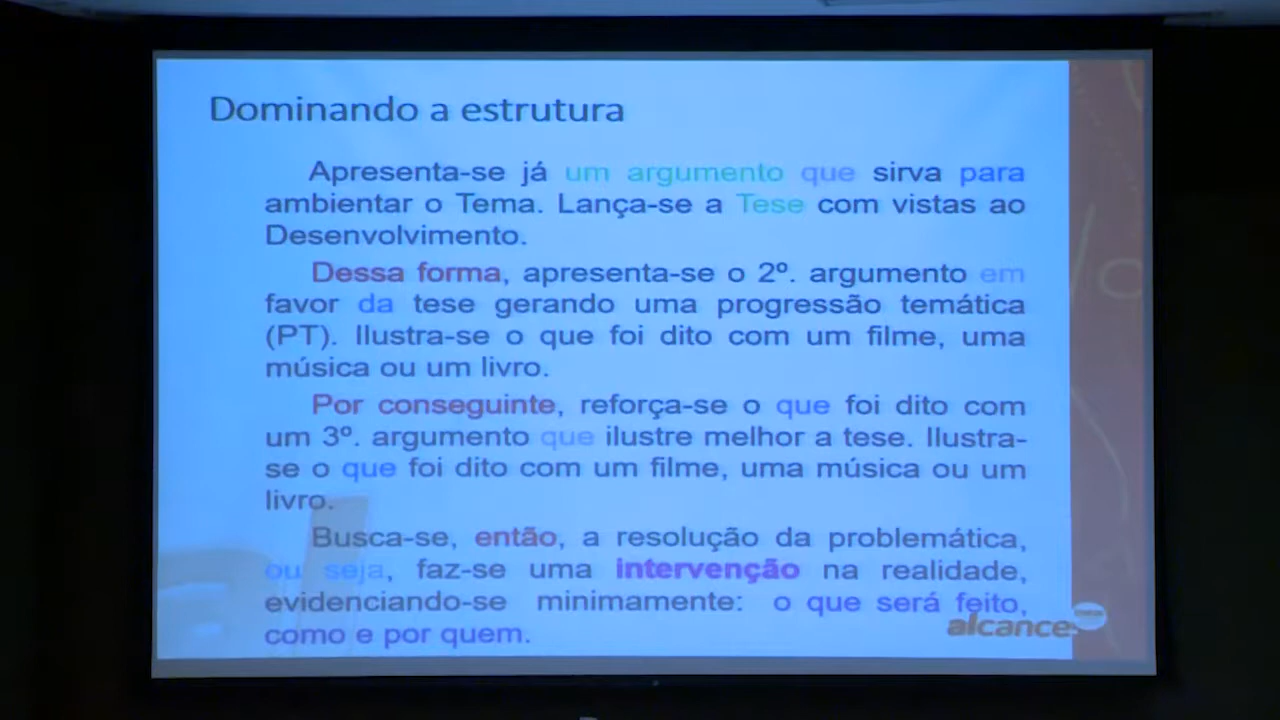 Dominando a estrutura
Apresenta-se já um argumento que sirva para
ambientar o Tema. Lança-se a Tese com vistas ao
Desenvolvimento.
Dessa forma, apresenta-se o 2º. argumento em
favor da tese gerando uma progressão temática
(PT). Ilustra-se o que foi dito com um filme, uma
música ou um livro.
Por conseguinte, reforça-se o que foi dito com
um 3º. argumento que ilustre melhor a tese. Ilustra-
se o que foi dito com um filme, uma música ou um
livro.
Busca-se, então, a resolução da problemática,
ou seja, faz-se uma intervenção na realidade,
evidenciando-se minimamente: o que será feito,
como e por quem.
alcance